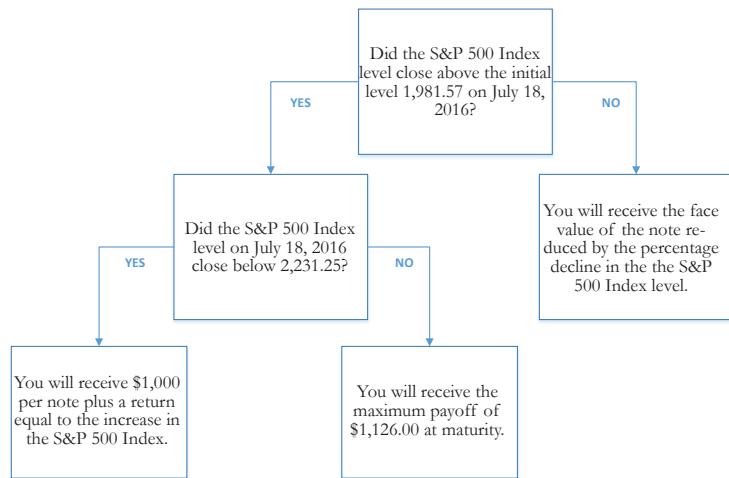 Did the S&P 500 Index
level close above the initial
level 1,981.57 on July 18,
2016?
YES
NO
Did the S&P 500 Index
level on July 18, 2016
close below 2,231.25?
You will receive the face
value of the note re-
duced by the percentage
decline in the the S&P
500 Index level.
YES
NO
You will receive $1,000
per note plus a return
equal to the increase in
the S&P 500 Index.
You will receive the
maximum payoff of
$1,126.00 at maturity.